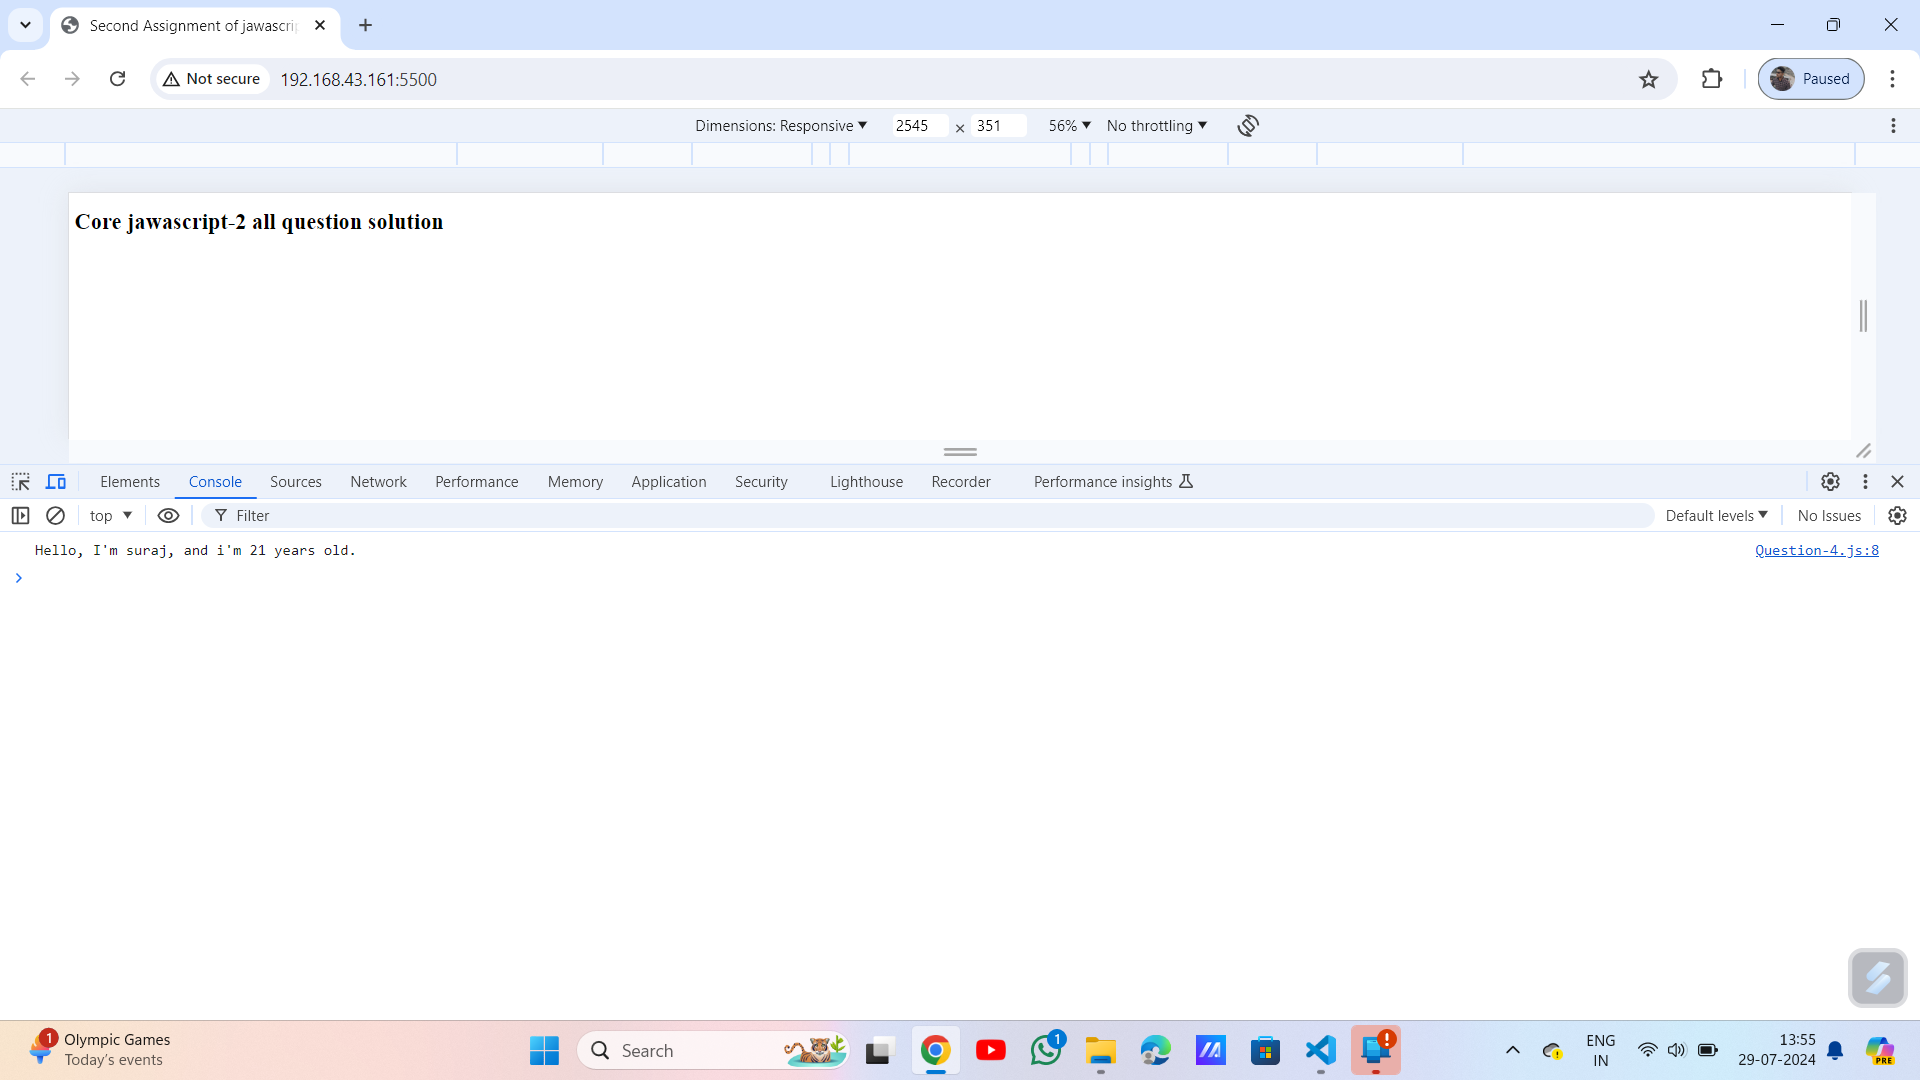 Second Assignment of jawascri
Not secure
192.168.43.161:5500
Paused
Dimensions: Responsive
2545 × 351
56%
No throttling
Core jawascript-2 all question solution
Elements
Console
Sources
Network
Performance
Memory
Application
Security
Lighthouse
Recorder
Performance insights
top
Filter
Default levels
No Issues
Hello, I'm suraj, and i'm 21 years old.
Question-4.js:8
1
Olympic Games
Today's events
Search
1
ENG
IN
13:55
29-07-2024
PRE